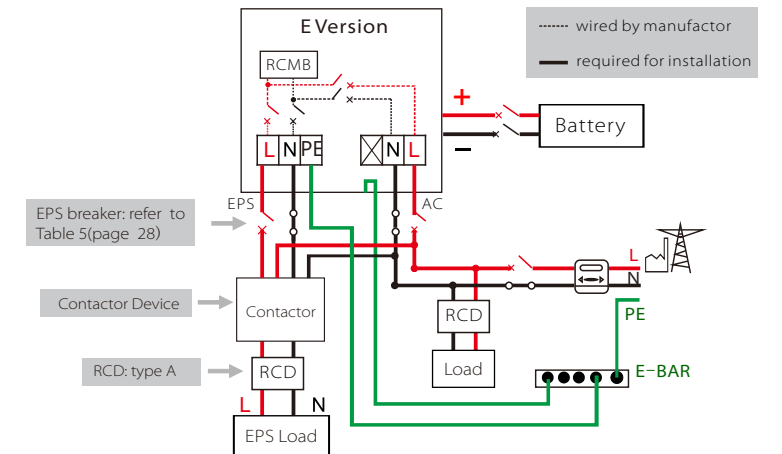 E Version
wired by manufactor
required for installation
RCMB
+
Battery
−
L N PE
N L
EPS
AC
EPS breaker: refer to
Table 5(page 28)
L
N
Contactor Device
Contactor
RCD
PE
RCD: type A
RCD
Load
E-BAR
L
N
EPS Load